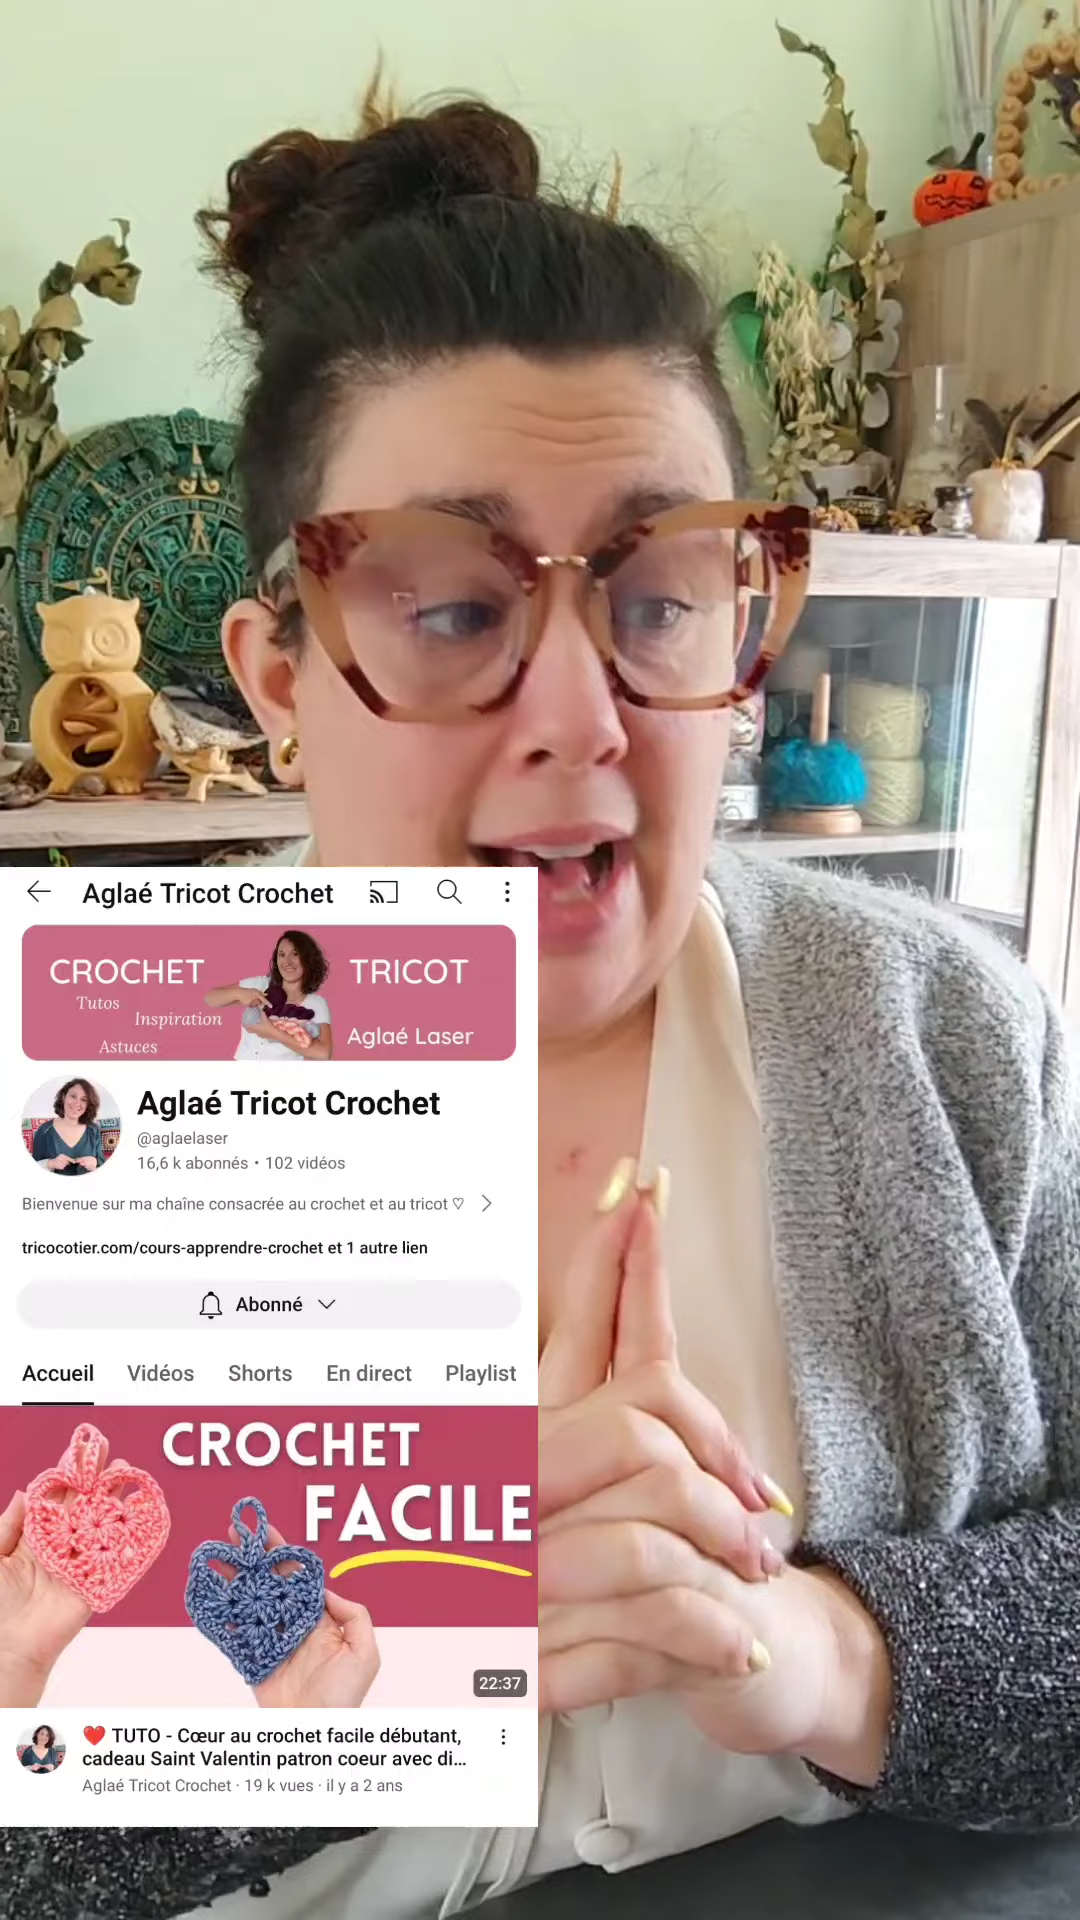 Aglaé Tricot Crochet
CROCHET
Tutos
Inspiration
Astuces
TRICOT
Aglaé Laser
Aglaé Tricot Crochet
@aglaelaser
16,6 k abonnés • 102 vidéos
Bienvenue sur ma chaîne consacrée au crochet et au tricot ♡
tricocotier.com/cours-apprendre-crochet et 1 autre lien
Abonné
Accueil Vidéos Shorts En direct Playlist
CROCHET
FACILE
22:37
❤️ TUTO - Cœur au crochet facile débutant,
cadeau Saint Valentin patron coeur avec di...
Aglaé Tricot Crochet · 19 k vues · il y a 2 ans